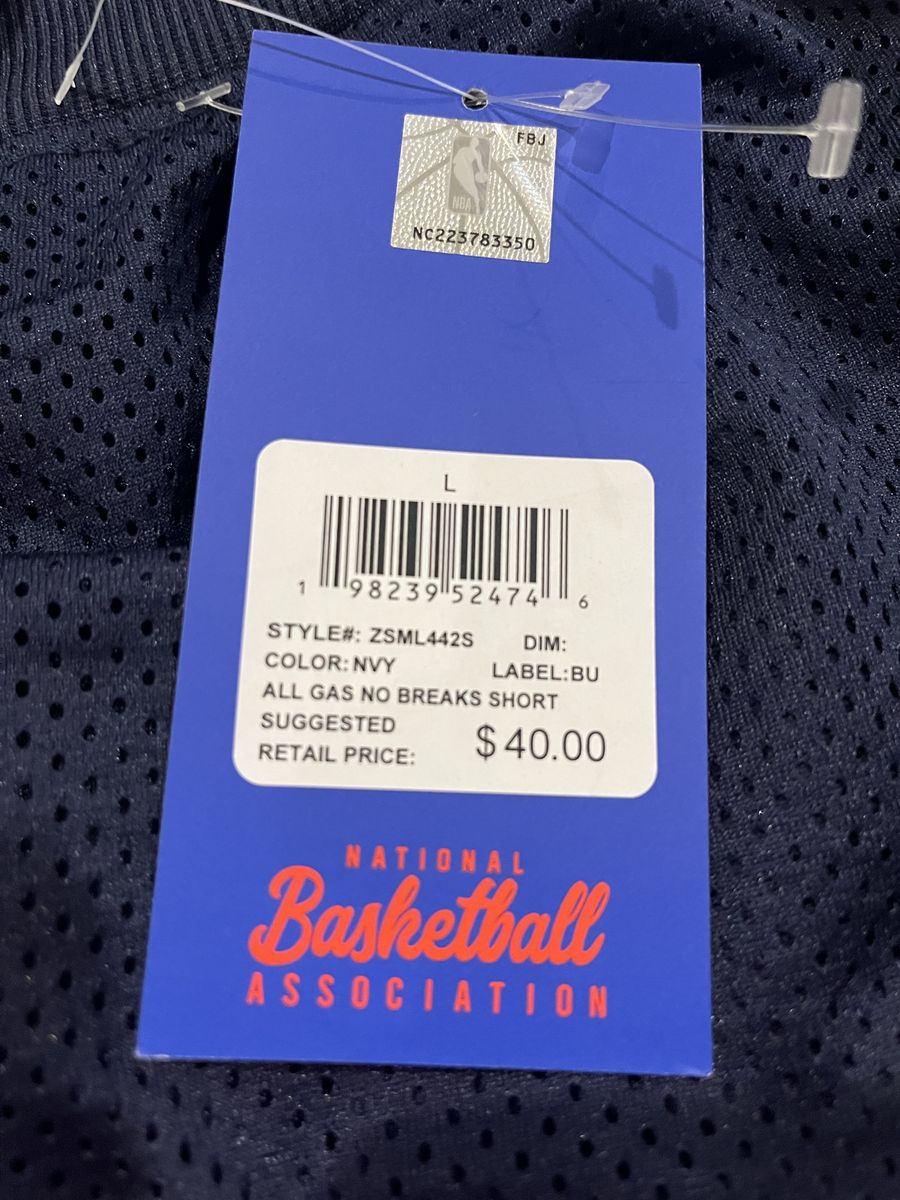 FBJ
NBA
NC223783350
L
1 98239 52474 6
STYLE#: ZSML442S DIM:
COLOR: NVY LABEL:BU
ALL GAS NO BREAKS SHORT
SUGGESTED
RETAIL PRICE: $40.00
NATIONAL
Basketball
ASSOCIATION